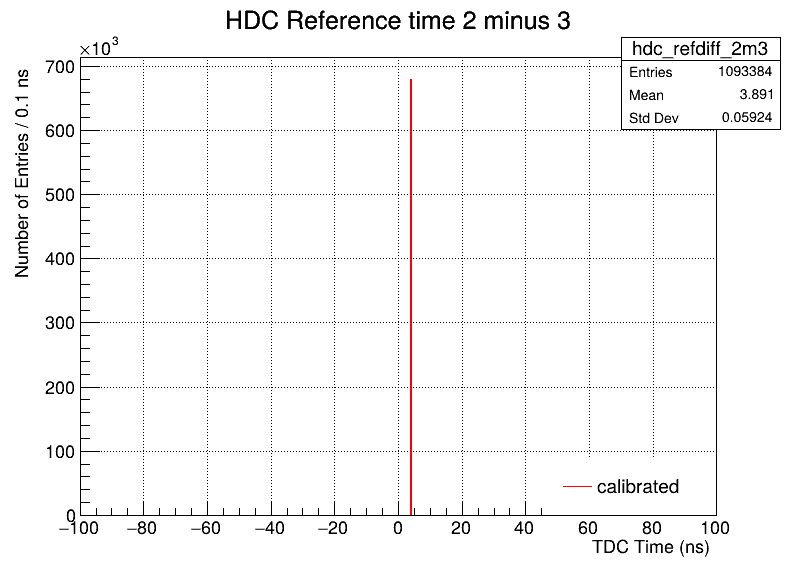 HDC Reference time 2 minus 3
×10³
hdc_refdiff_2m3
Entries 1093384
Mean 3.891
Std Dev 0.05924
Number of Entries / 0.1 ns
700
600
500
400
300
200
100
0
calibrated
−100 −80 −60 −40 −20 0 20 40 60 80 100
TDC Time (ns)